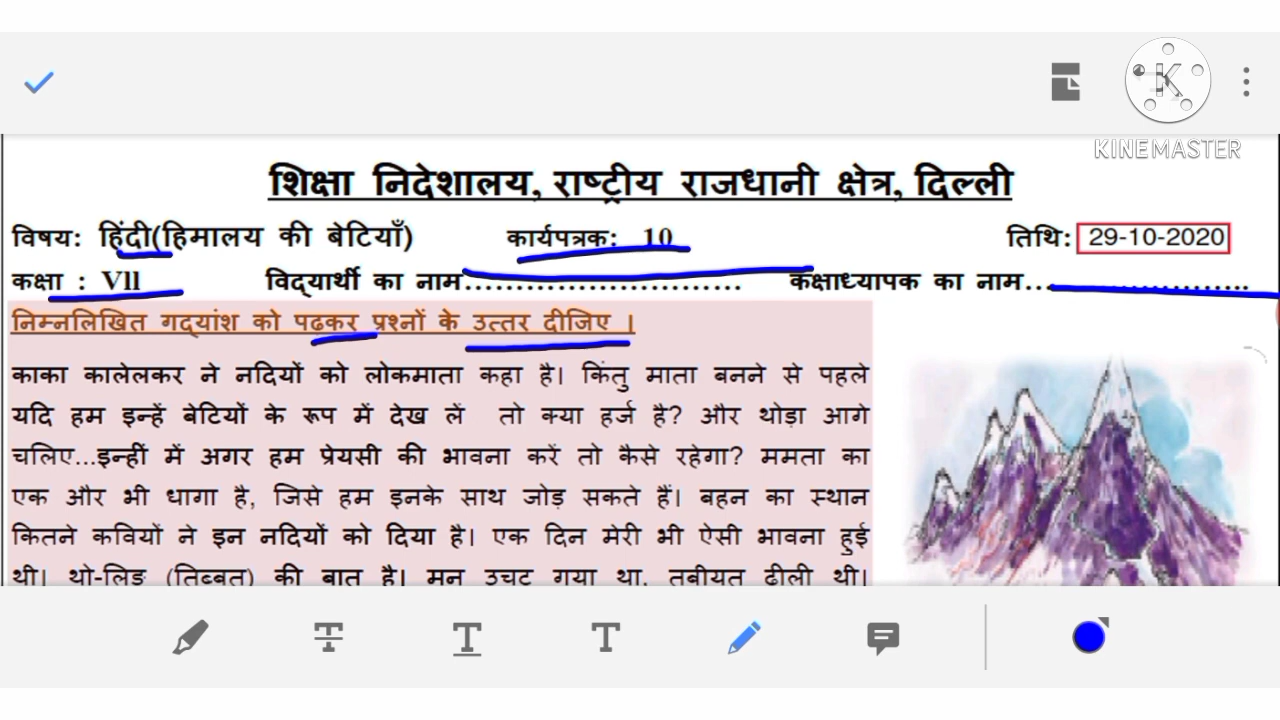 KINEMASTER
शिक्षा निदेशालय, राष्ट्रीय राजधानी क्षेत्र, दिल्ली
विषय: हिंदी(हिमालय की बेटियाँ) कार्यपत्रक: 10 तिथि: 29-10-2020
कक्षा : Vll विद्यार्थी का नाम.......................... कक्षाध्यापक का नाम......................
निम्नलिखित गद्यांश को पढ़कर प्रश्नों के उत्तर दीजिए ।
काका कालेलकर ने नदियों को लोकमाता कहा है। किंतु माता बनने से पहले
यदि हम इन्हें बेटियों के रूप में देख लें तो क्या हर्ज है? और थोड़ा आगे
चलिए...इन्हीं में अगर हम प्रेयसी की भावना करें तो कैसे रहेगा? ममता का
एक और भी धागा है, जिसे हम इनके साथ जोड़ सकते हैं। बहन का स्थान
कितने कवियों ने इन नदियों को दिया है। एक दिन मेरी भी ऐसी भावना हुई
थी। थो-लिङ (तिब्बत) की बात है। मन उचट गया था, तबीयत ढीली थी।
T
T
T